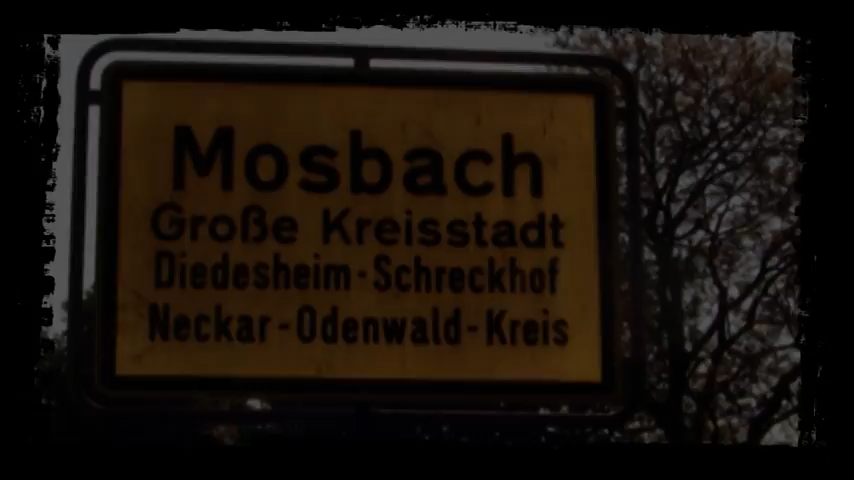 Mosbach
Große Kreisstadt
Diedesheim-Schreckhof
Neckar-Odenwald-Kreis